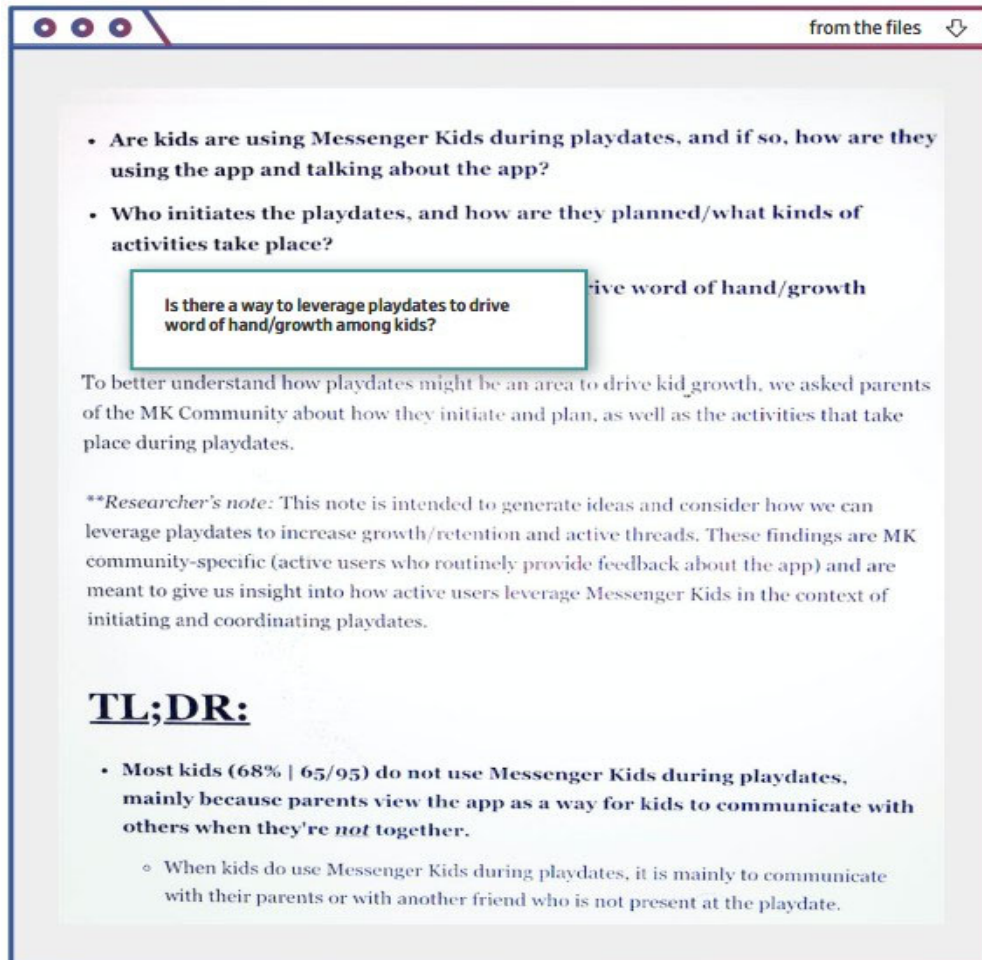 from the files
• Are kids are using Messenger Kids during playdates, and if so, how are they
using the app and talking about the app?
• Who initiates the playdates, and how are they planned/what kinds of
activities take place?
Is there a way to leverage playdates to drive
word of hand/growth among kids?
ive word of hand/growth
To better understand how playdates might be an area to drive kid growth, we asked parents
of the MK Community about how they initiate and plan, as well as the activities that take
place during playdates.
**Researcher's note: This note is intended to generate ideas and consider how we can
leverage playdates to increase growth/retention and active threads. These findings are MK
community-specific (active users who routinely provide feedback about the app) and are
meant to give us insight into how active users leverage Messenger Kids in the context of
initiating and coordinating playdates.
TL;DR:
• Most kids (68% | 65/95) do not use Messenger Kids during playdates,
mainly because parents view the app as a way for kids to communicate with
others when they're not together.
◦ When kids do use Messenger Kids during playdates, it is mainly to communicate
with their parents or with another friend who is not present at the playdate.